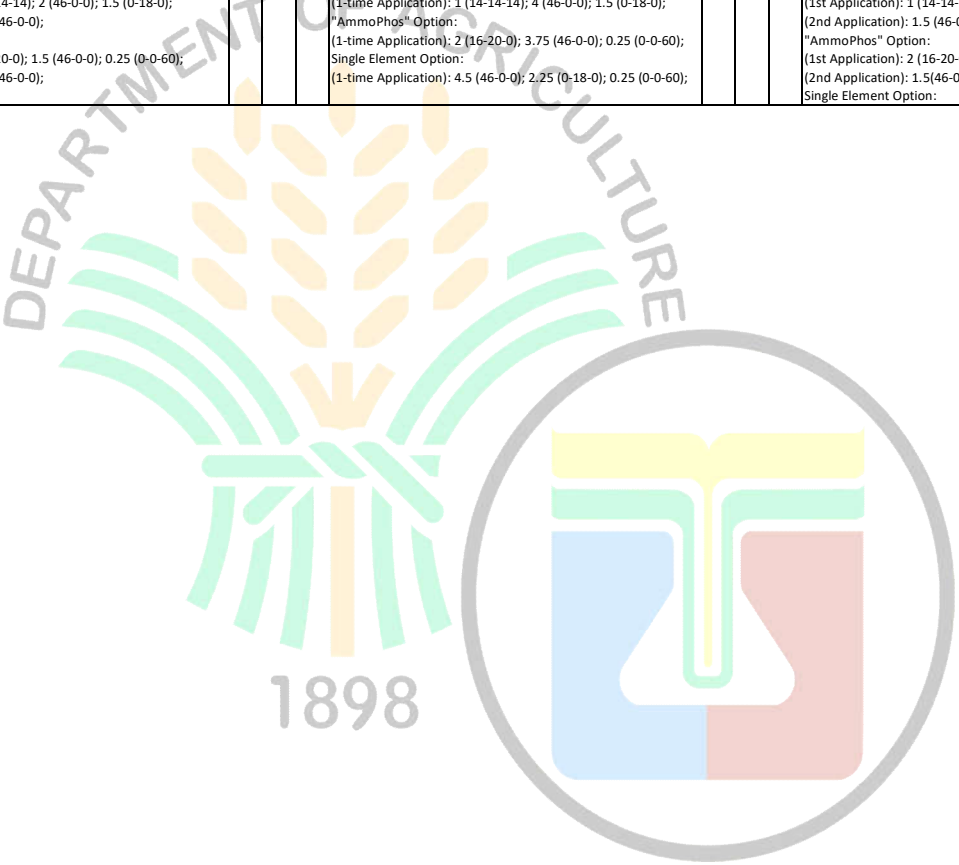 4-14); 2 (46-0-0); 1.5 (0-18-0);
46-0-0);
0-0); 1.5 (46-0-0); 0.25 (0-0-60);
46-0-0);
(1-time Application): 1 (14-14-14); 4 (46-0-0); 1.5 (0-18-0);
"AmmoPhos" Option:
(1-time Application): 2 (16-20-0); 3.75 (46-0-0); 0.25 (0-0-60);
Single Element Option:
(1-time Application): 4.5 (46-0-0); 2.25 (0-18-0); 0.25 (0-0-60);
(1st Application): 1 (14-14-
(2nd Application): 1.5 (46-0
"AmmoPhos" Option:
(1st Application): 2 (16-20-
(2nd Application): 1.5(46-0
Single Element Option:
DEPARTMENT OF AGRICULTURE
1898